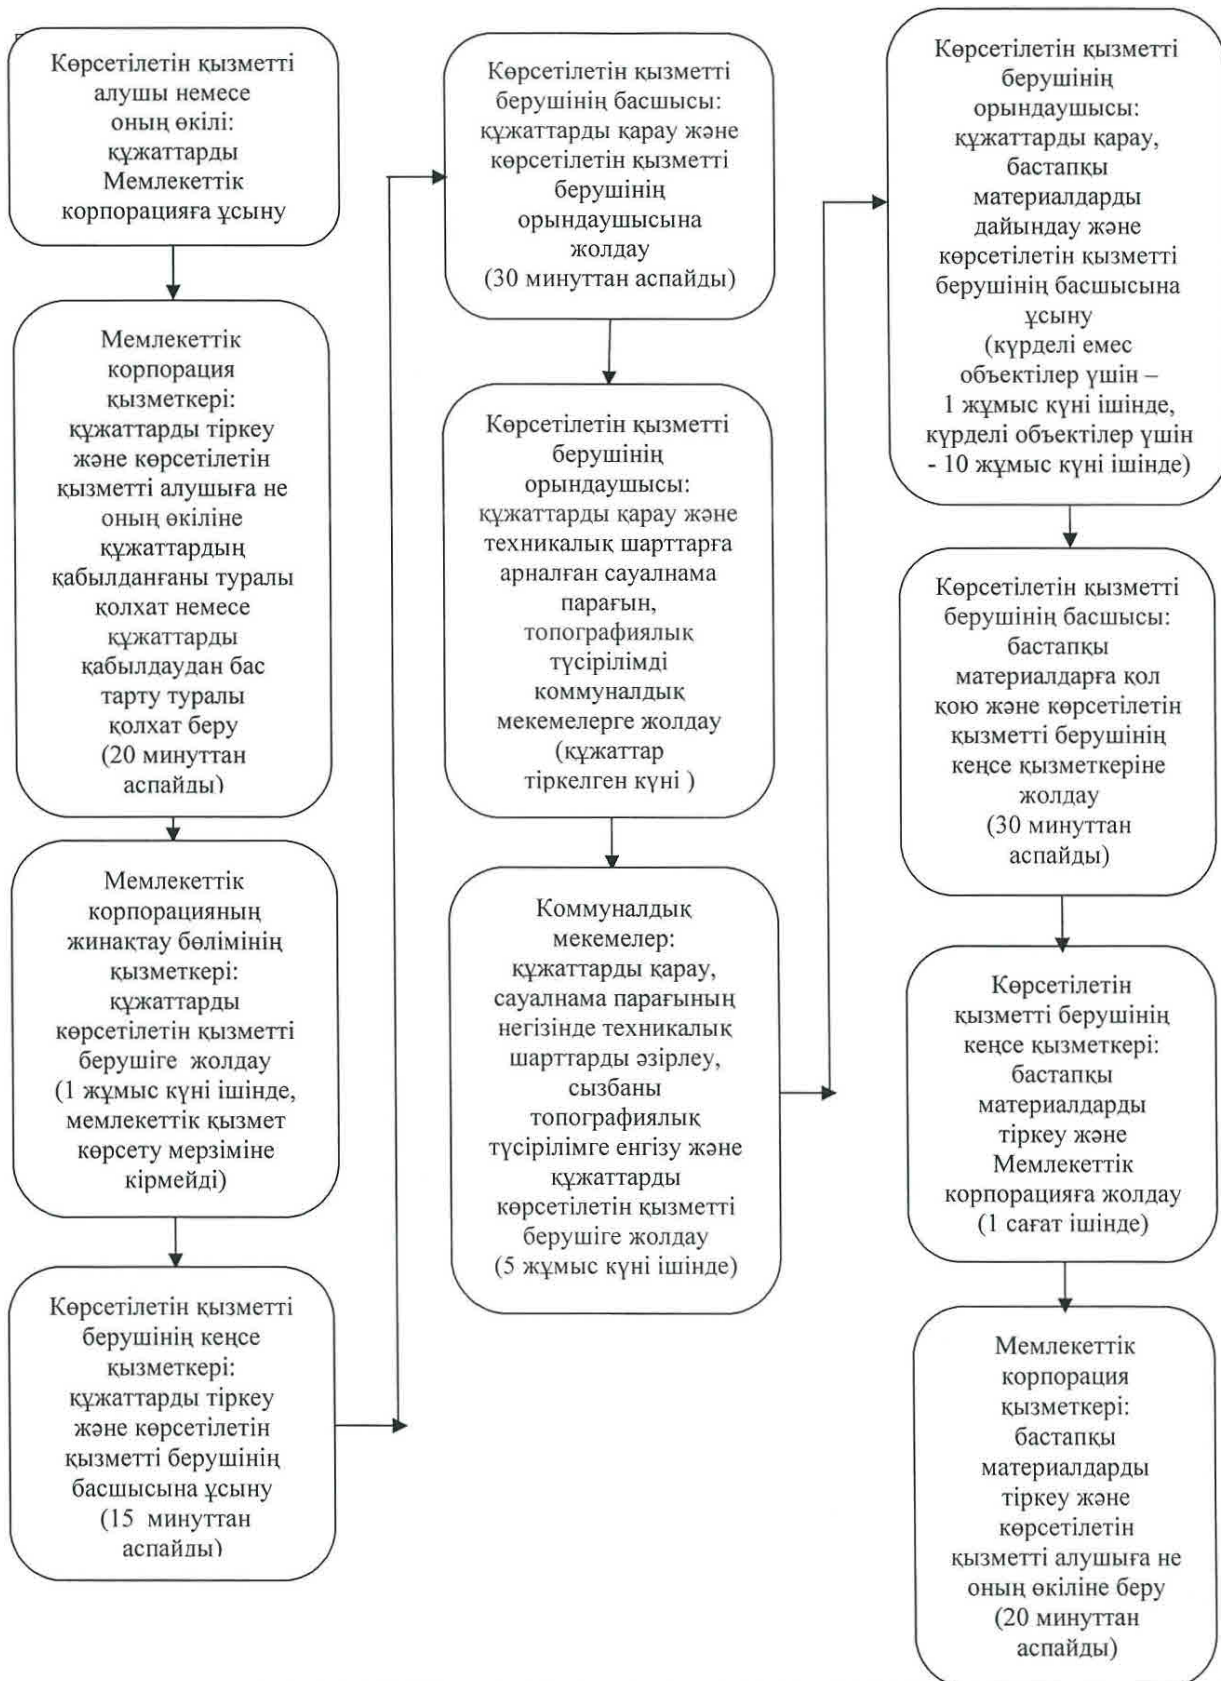 Көрсетілетін қызметті
алушы немесе
оның өкілі:
құжаттарды
Мемлекеттік
корпорацияға ұсыну
Мемлекеттік
корпорация
қызметкері:
құжаттарды тіркеу
және көрсетілетін
қызметті алушыға не
оның өкіліне
құжаттардың
қабылданғаны туралы
қолхат немесе
құжаттарды
қабылдаудан бас
тарту туралы
қолхат беру
(20 минуттан
аспайды)
Мемлекеттік
корпорацияның
жинақтау бөлімінің
қызметкері:
құжаттарды
көрсетілетін қызметті
берушіге жолдау
(1 жұмыс күні ішінде,
мемлекеттік қызмет
көрсету мерзіміне
кірмейді)
Көрсетілетін қызметті
берушінің кеңсе
қызметкері:
құжаттарды тіркеу
және көрсетілетін
қызметті берушінің
басшысына ұсыну
(15 минуттан
аспайды)
Көрсетілетін қызметті
берушінің басшысы:
құжаттарды қарау және
көрсетілетін қызметті
берушінің
орындаушысына
жолдау
(30 минуттан аспайды)
Көрсетілетін қызметті
берушінің
орындаушысы:
құжаттарды қарау және
техникалық шарттарға
арналған сауалнама
парағын,
топографиялық
түсірілімді
коммуналдық
мекемелерге жолдау
(құжаттар
тіркелген күні )
Коммуналдық
мекемелер:
құжаттарды қарау,
сауалнама парағының
негізінде техникалық
шарттарды әзірлеу,
сызбаны
топографиялық
түсірілімге енгізу және
құжаттарды
көрсетілетін қызметті
берушіге жолдау
(5 жұмыс күні ішінде)
Көрсетілетін қызметті
берушінің
орындаушысы:
құжаттарды қарау,
бастапқы
материалдарды
дайындау және
көрсетілетін қызметті
берушінің басшысына
ұсыну
(күрделі емес
объектілер үшін –
1 жұмыс күні ішінде,
күрделі объектілер үшін
- 10 жұмыс күні ішінде)
Көрсетілетін қызметті
берушінің басшысы:
бастапқы
материалдарға қол
қою және көрсетілетін
қызметті берушінің
кеңсе қызметкеріне
жолдау
(30 минуттан
аспайды)
Көрсетілетін
қызметті берушінің
кеңсе қызметкері:
бастапқы
материалдарды
тіркеу және
Мемлекеттік
корпорацияға жолдау
(1 сағат ішінде)
Мемлекеттік
корпорация
қызметкері:
бастапқы
материалдарды
тіркеу және
көрсетілетін
қызметті алушыға не
оның өкіліне беру
(20 минуттан
аспайды)